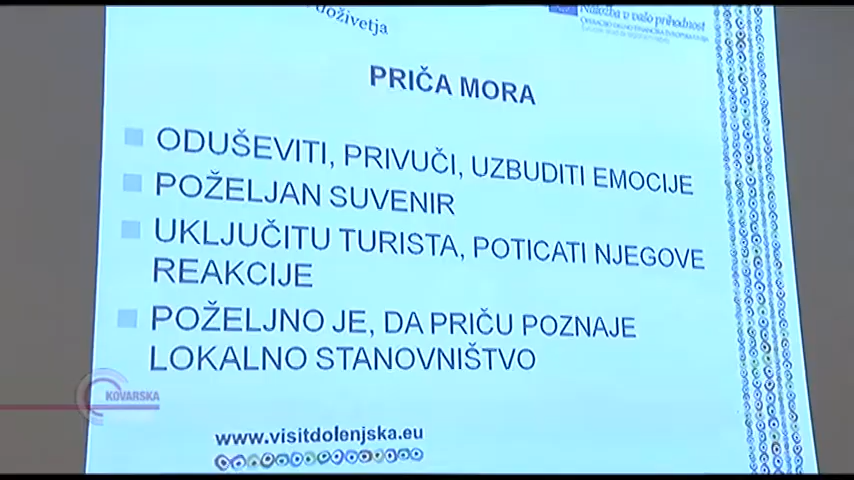 doživetja
Naložba v vašo prihodnost
PRIČA MORA
ODUŠEVITI, PRIVUČI, UZBUDITI EMOCIJE
POŽELJAN SUVENIR
UKLJUČITU TURISTA, POTICATI NJEGOVE
REAKCIJE
POŽELJNO JE, DA PRIČU POZNAJE
LOKALNO STANOVNIŠTVO
KOVARSKA
www.visitdolenjska.eu